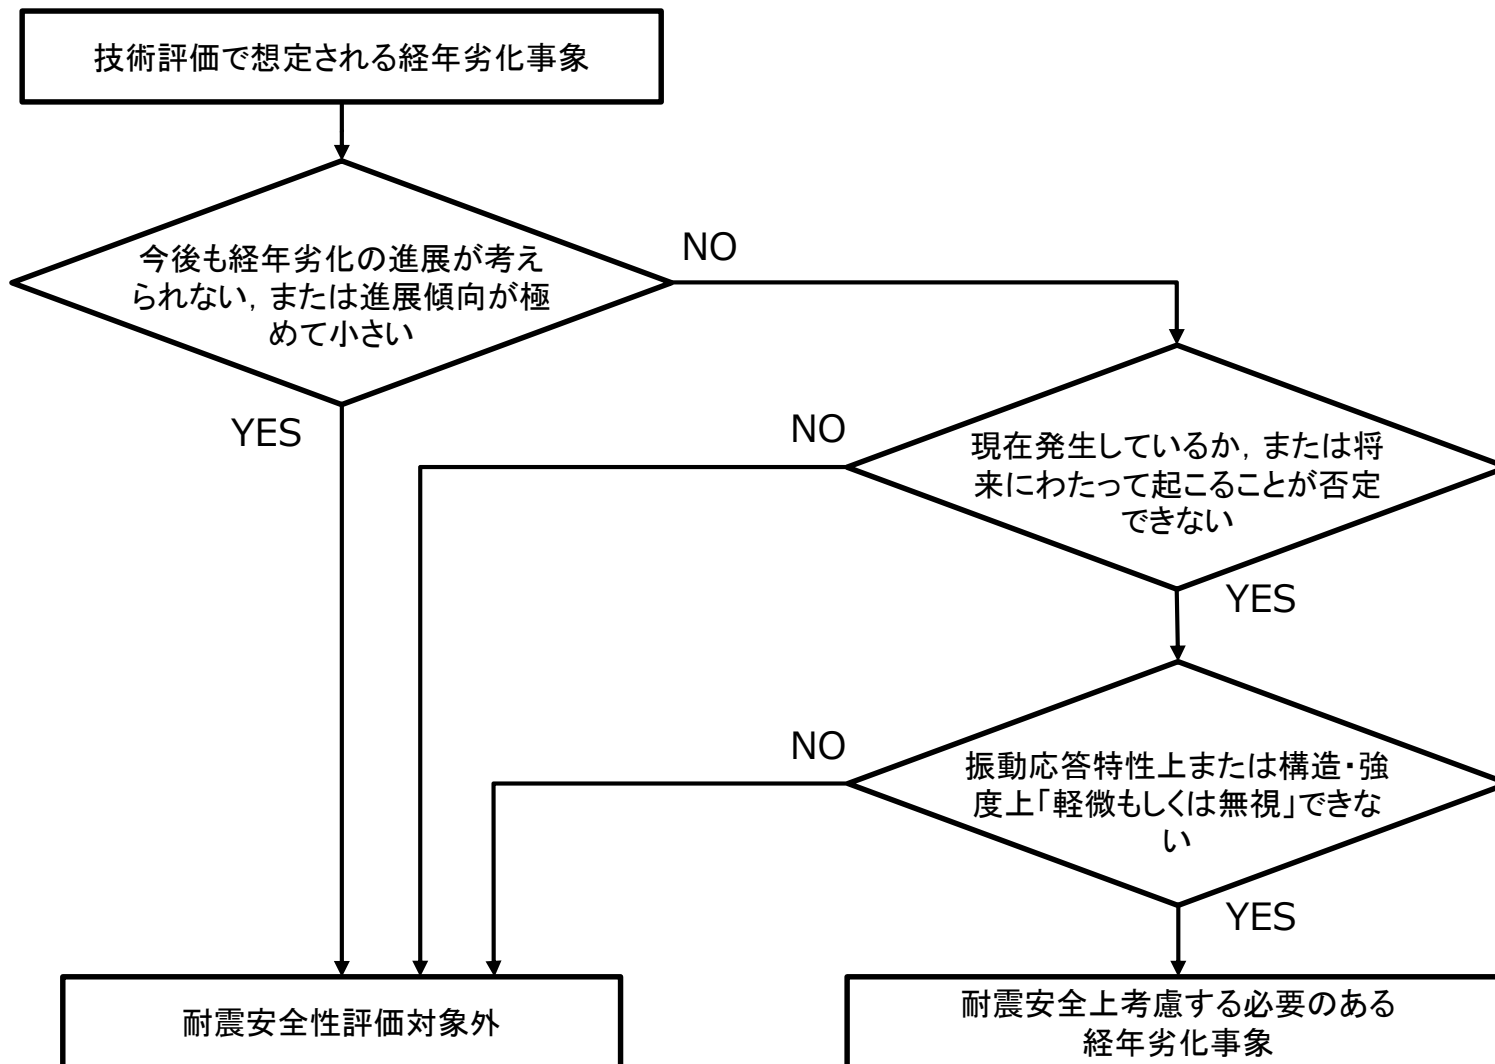 技術評価で想定される経年劣化事象
今後も経年劣化の進展が考え
られない，または進展傾向が極
めて小さい
NO
YES
現在発生しているか，または将
来にわたって起こることが否定
できない
NO
YES
振動応答特性上または構造・強
度上「軽微もしくは無視」できな
い
NO
YES
耐震安全性評価対象外
耐震安全上考慮する必要のある
経年劣化事象